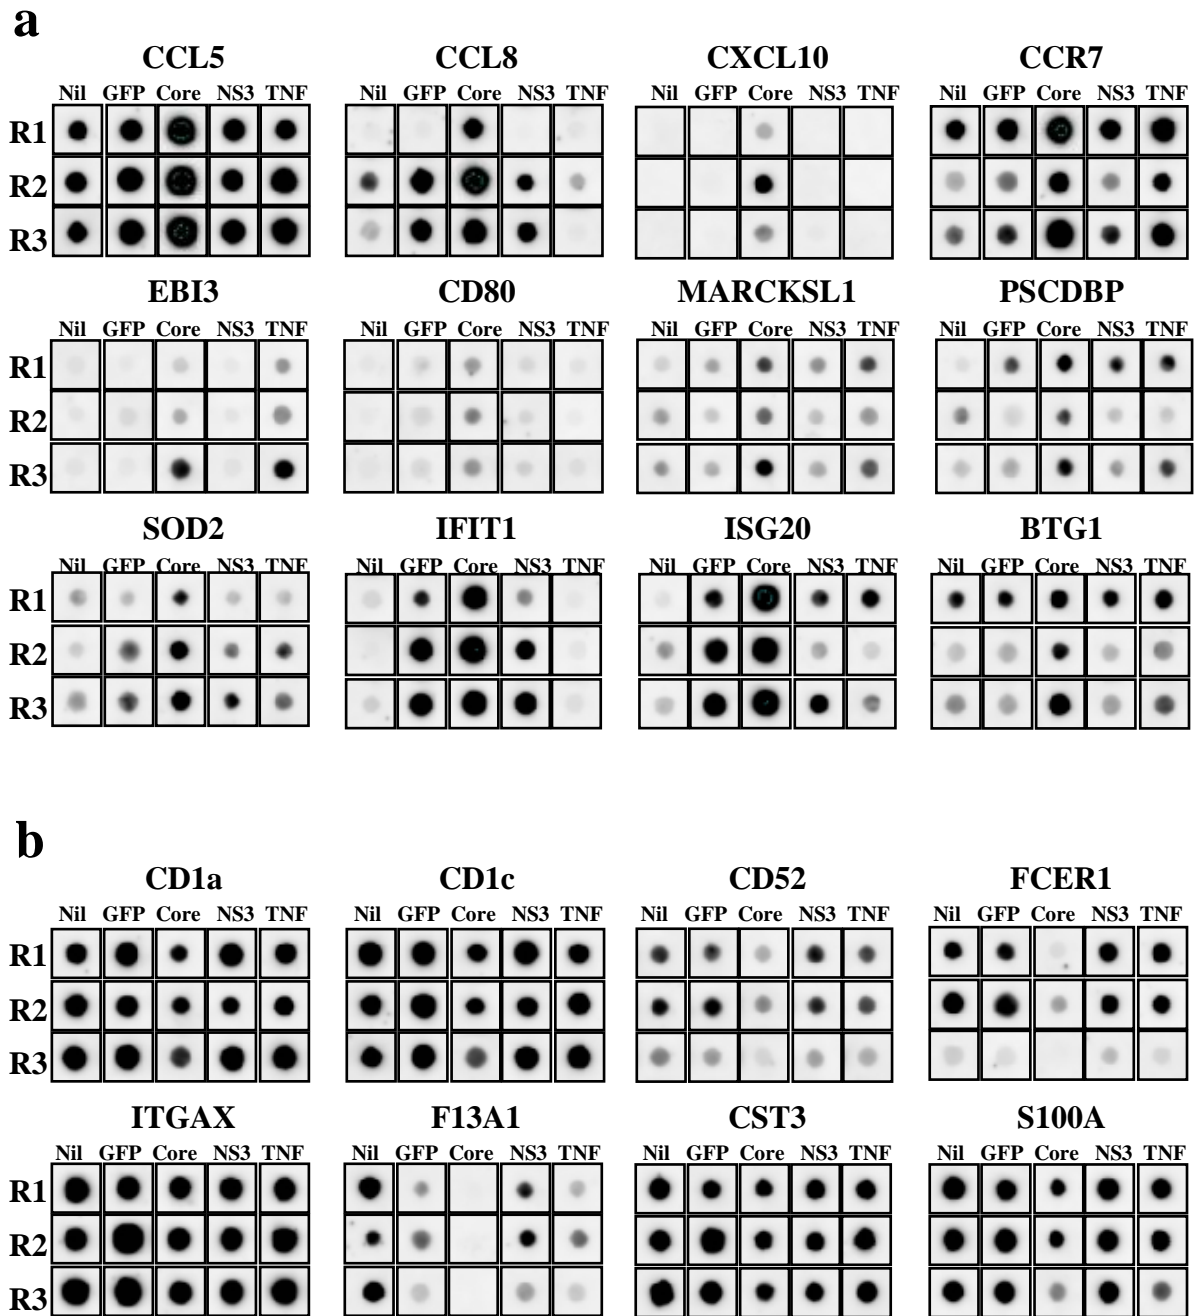 a
CCL5 CCL8 CXCL10 CCR7
Nil GFP Core NS3 TNF Nil GFP Core NS3 TNF Nil GFP Core NS3 TNF Nil GFP Core NS3 TNF
R1
R2
R3
EBI3 CD80 MARCKSL1 PSCDBP
Nil GFP Core NS3 TNF Nil GFP Core NS3 TNF Nil GFP Core NS3 TNF Nil GFP Core NS3 TNF
R1
R2
R3
SOD2 IFIT1 ISG20 BTG1
Nil GFP Core NS3 TNF Nil GFP Core NS3 TNF Nil GFP Core NS3 TNF Nil GFP Core NS3 TNF
R1
R2
R3
b
CD1a CD1c CD52 FCER1
Nil GFP Core NS3 TNF Nil GFP Core NS3 TNF Nil GFP Core NS3 TNF Nil GFP Core NS3 TNF
R1
R2
R3
ITGAX F13A1 CST3 S100A
Nil GFP Core NS3 TNF Nil GFP Core NS3 TNF Nil GFP Core NS3 TNF Nil GFP Core NS3 TNF
R1
R2
R3